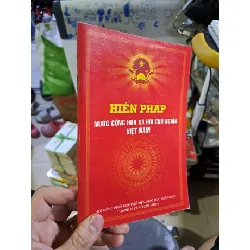 HIẾN PHÁP
NƯỚC CỘNG HÒA XÃ HỘI CHỦ NGHĨA
VIỆT NAM